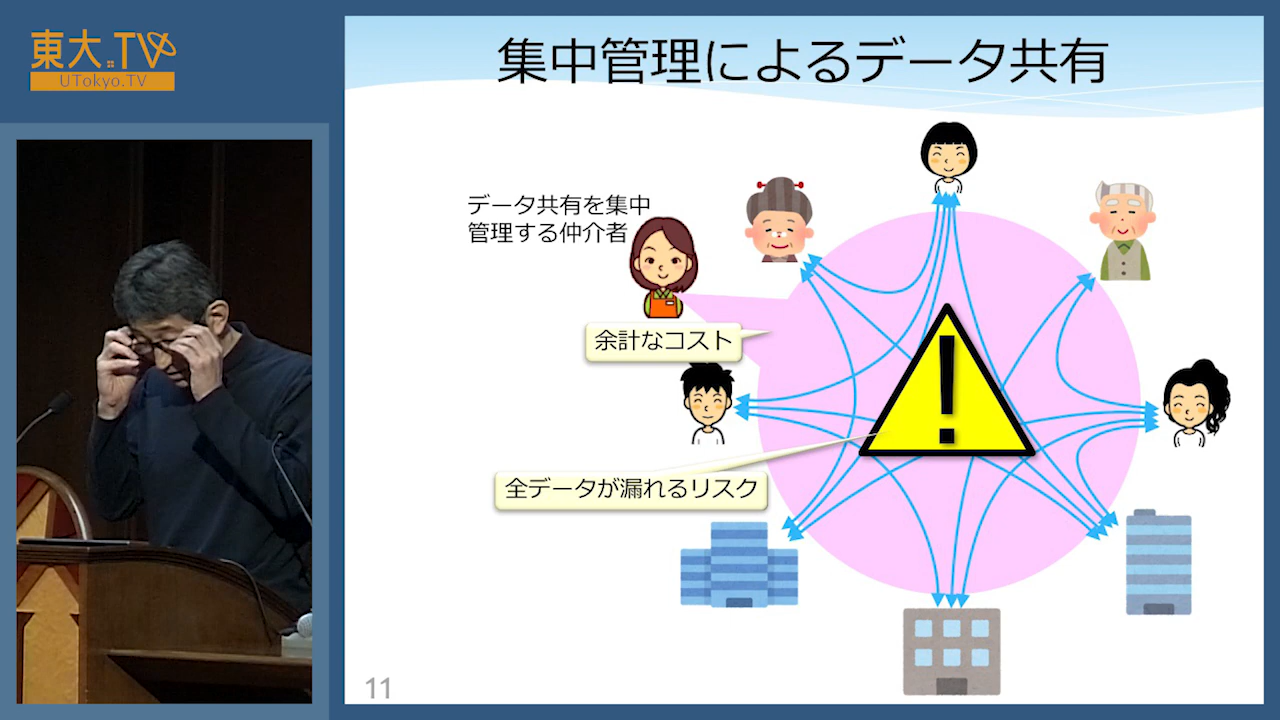 東大.TV
UTokyo.TV
集中管理によるデータ共有
データ共有を集中
管理する仲介者
余計なコスト
全データが漏れるリスク
11